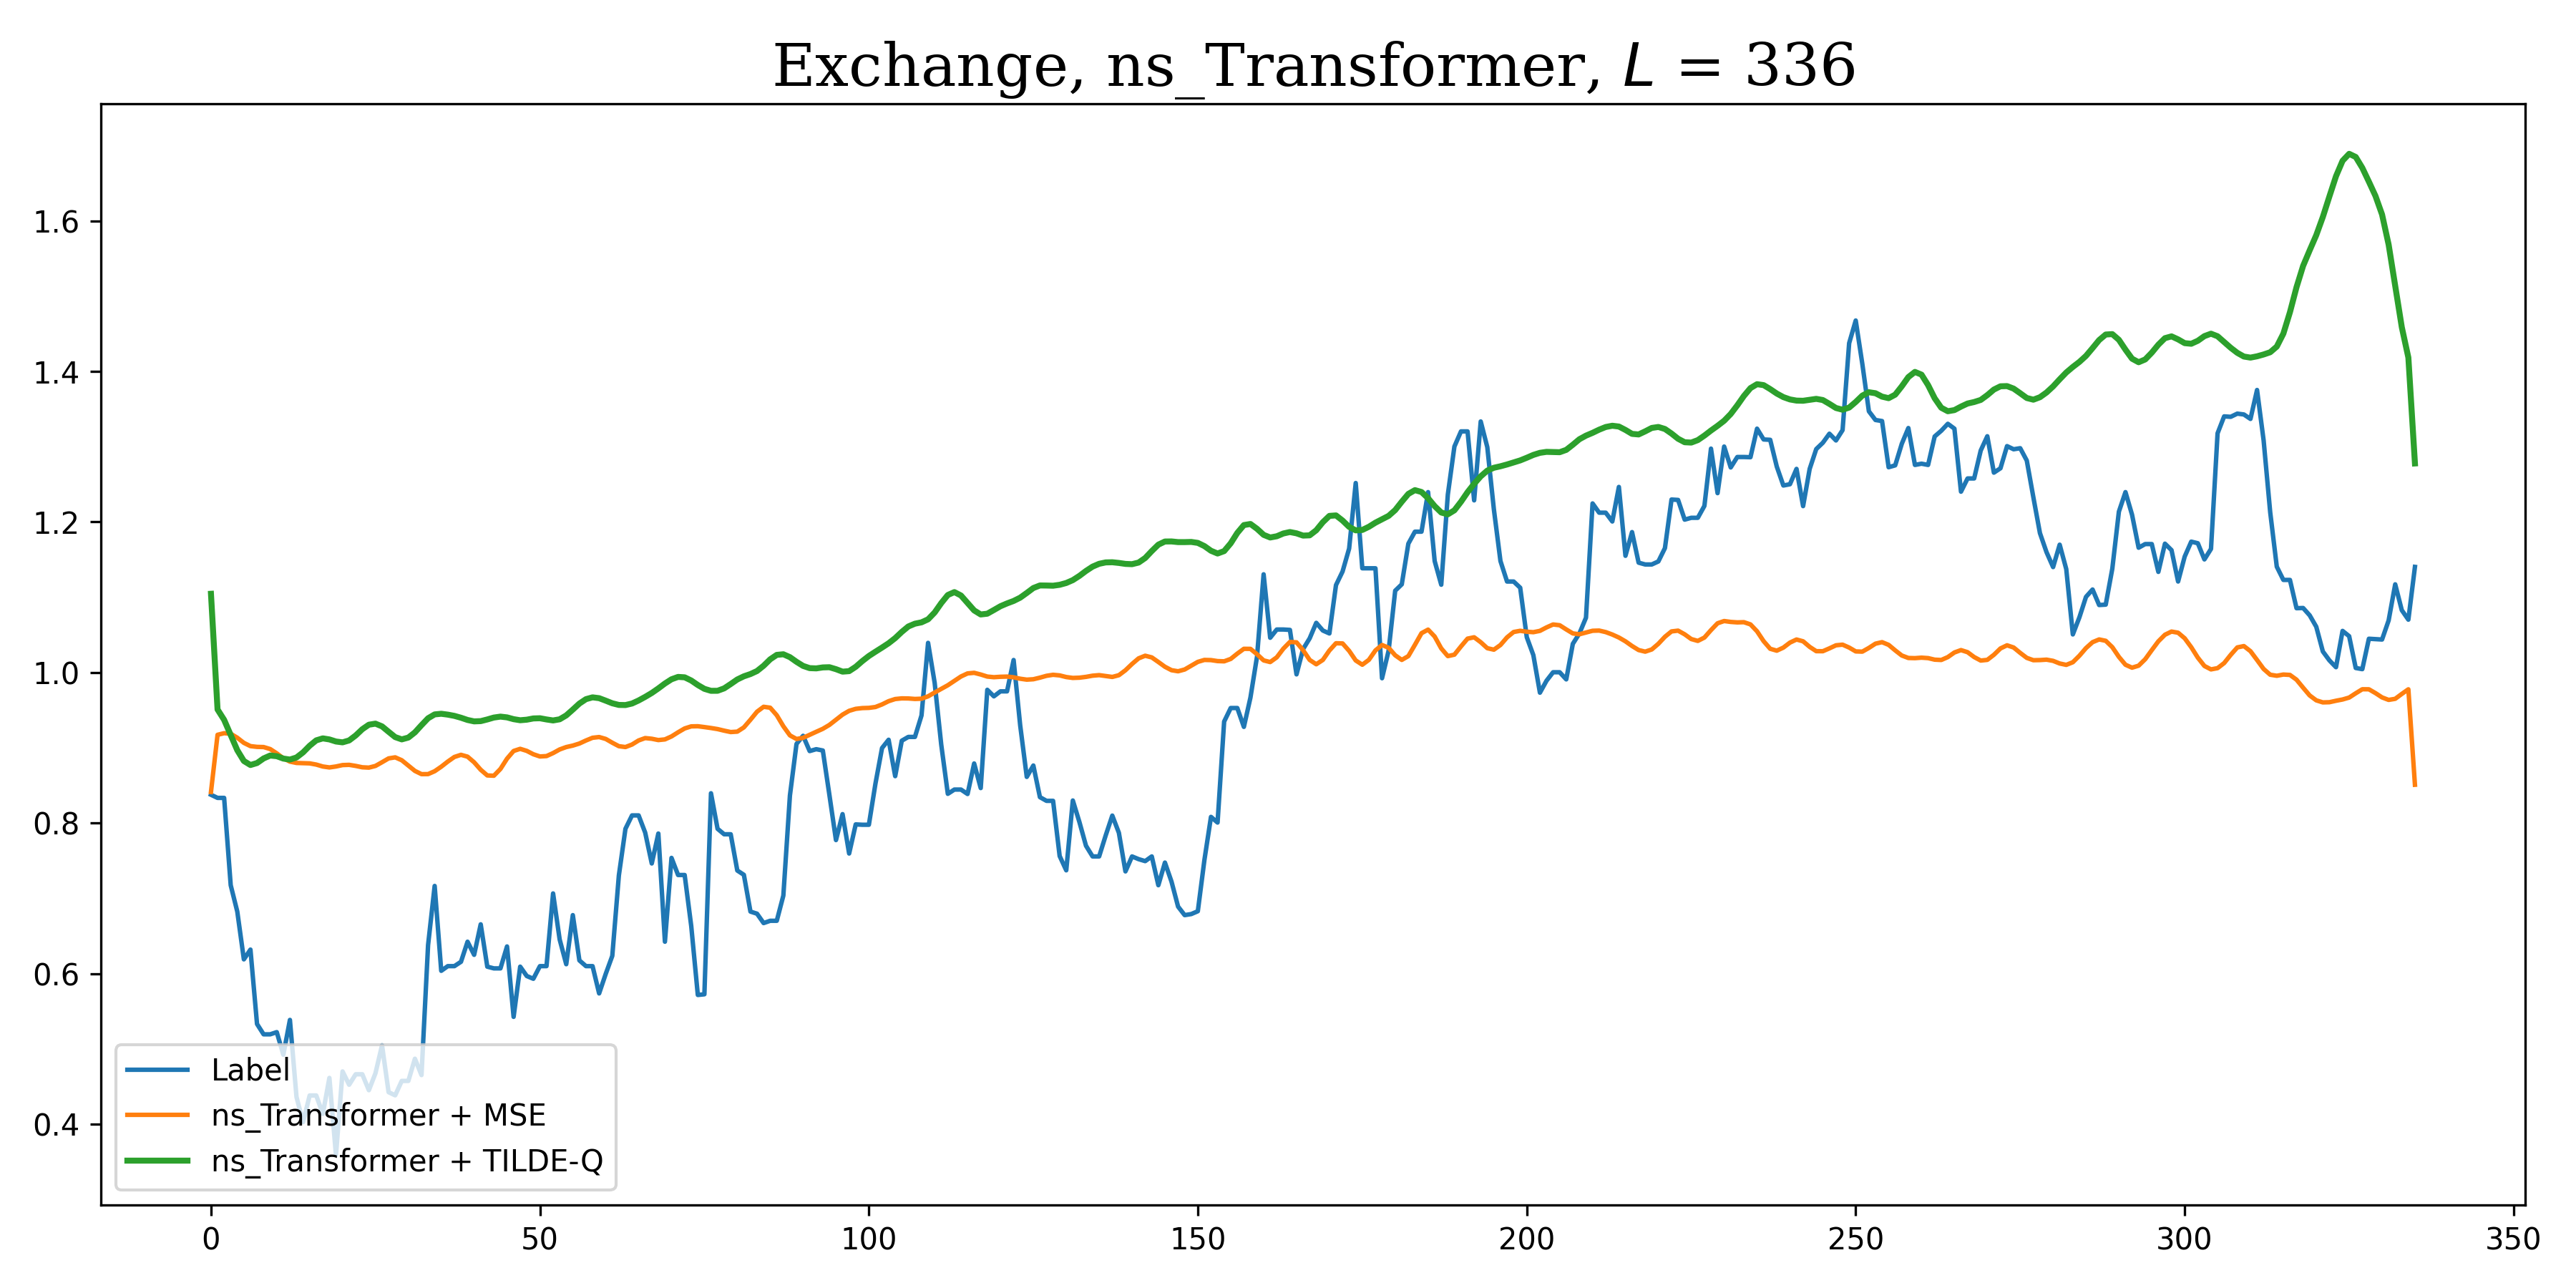 Exchange, ns_Transformer, L = 336
1.6
1.4
1.2
1.0
0.8
0.6
0.4
Label
ns_Transformer + MSE
ns_Transformer + TILDE-Q
0 50 100 150 200 250 300 350